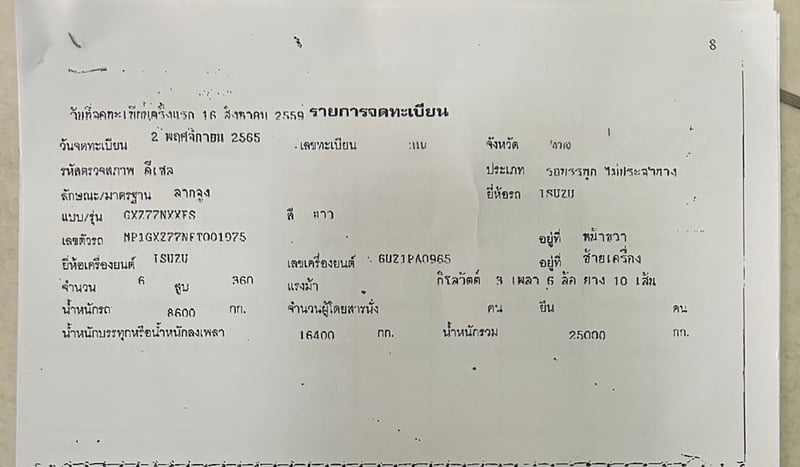 8
วันที่จดทะเบียนครั้งแรก 16 สิงหาคม 2559 รายการจดทะเบียน
วันจดทะเบียน 2 พฤศจิกายน 2565 เลขทะเบียน จังหวัด
รหัสตรวจสภาพ ดีเซล ประเภท รถบรรทุก ไม่ประจำทาง
ลักษณะ/มาตรฐาน ลากจูง ยี่ห้อรถ ISUZU
แบบ/รุ่น GXZ77NXXFS สี ขาว
เลขตัวรถ MP1GXZ77NFT001975 อยู่ที่ หน้าขวา
ยี่ห้อเครื่องยนต์ ISUZU เลขเครื่องยนต์ 6UZ1PA0965 อยู่ที่ ซ้ายเครื่อง
จำนวน 6 สูบ 360 แรงม้า กิโลวัตต์ 3 เพลา 6 ล้อ ยาง 10 เส้น
น้ำหนักรถ 8600 กก. จำนวนผู้โดยสารนั่ง คน ยืน คน
น้ำหนักบรรทุกหรือน้ำหนักลงเพลา 16400 กก. น้ำหนักรวม 25000 กก.